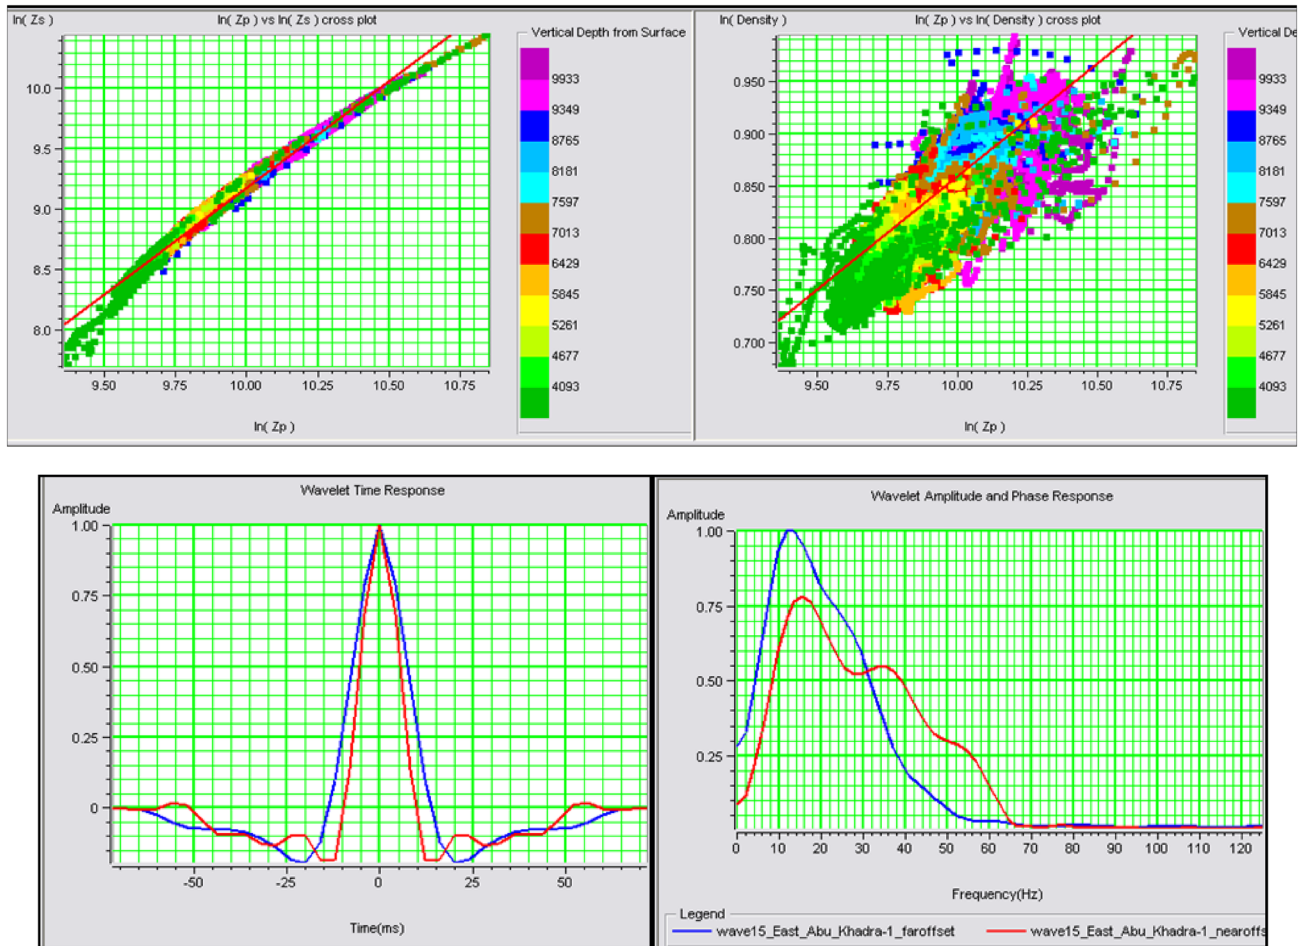 ln( Zs ) ln( Zp ) vs ln( Zs ) cross plot
Vertical Depth from Surface
10.0
9.5
9.0
8.5
8.0
9.50 9.75 10.00 10.25 10.50 10.75
ln( Zp )
9933
9349
8765
8181
7597
7013
6429
5845
5261
4677
4093
ln( Density ) ln( Zp ) vs ln( Density ) cross plot
Vertical De
0.950
0.900
0.850
0.800
0.750
0.700
9.50 9.75 10.00 10.25 10.50 10.75
ln( Zp )
9933
9349
8765
8181
7597
7013
6429
5845
5261
4677
4093
Wavelet Time Response
Amplitude
1.00
0.75
0.50
0.25
0
-50 -25 0 25 50
Time(ms)
Wavelet Amplitude and Phase Response
Amplitude
1.00
0.75
0.50
0.25
0 10 20 30 40 50 60 70 80 90 100 110 120
Frequency(Hz)
Legend
wave15_East_Abu_Khadra-1_faroffset wave15_East_Abu_Khadra-1_nearoffs